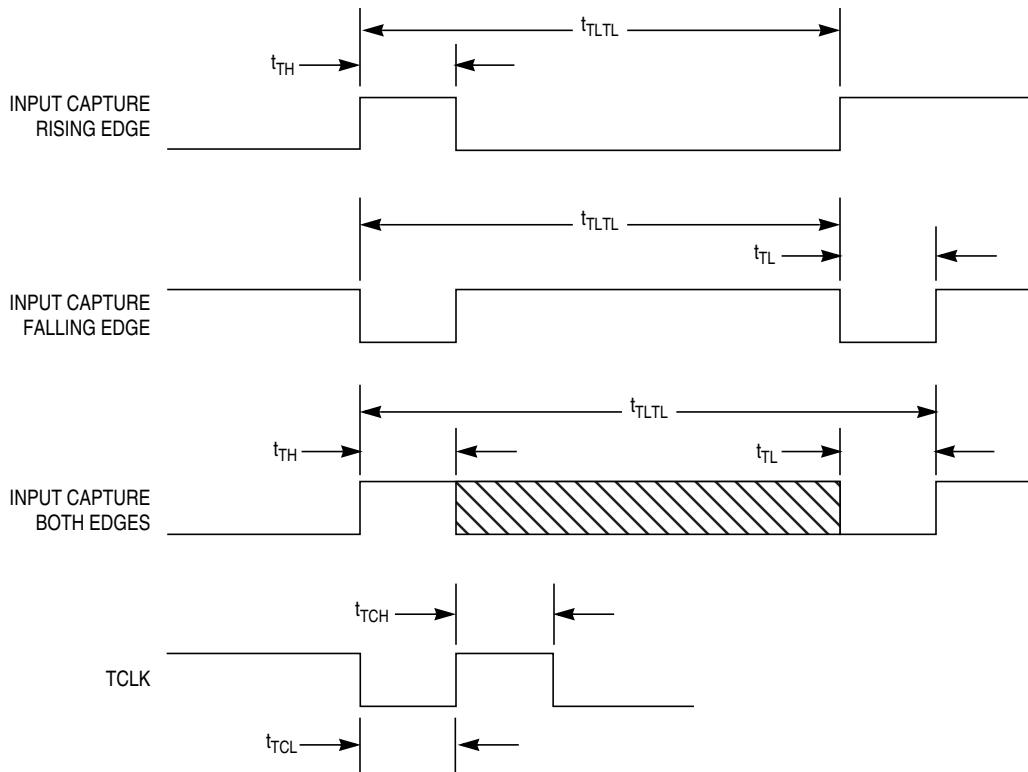 tTLTL
tTH
INPUT CAPTURE
RISING EDGE
tTLTL
tTL
INPUT CAPTURE
FALLING EDGE
tTLTL
tTH
tTL
INPUT CAPTURE
BOTH EDGES
tTCH
TCLK
tTCL